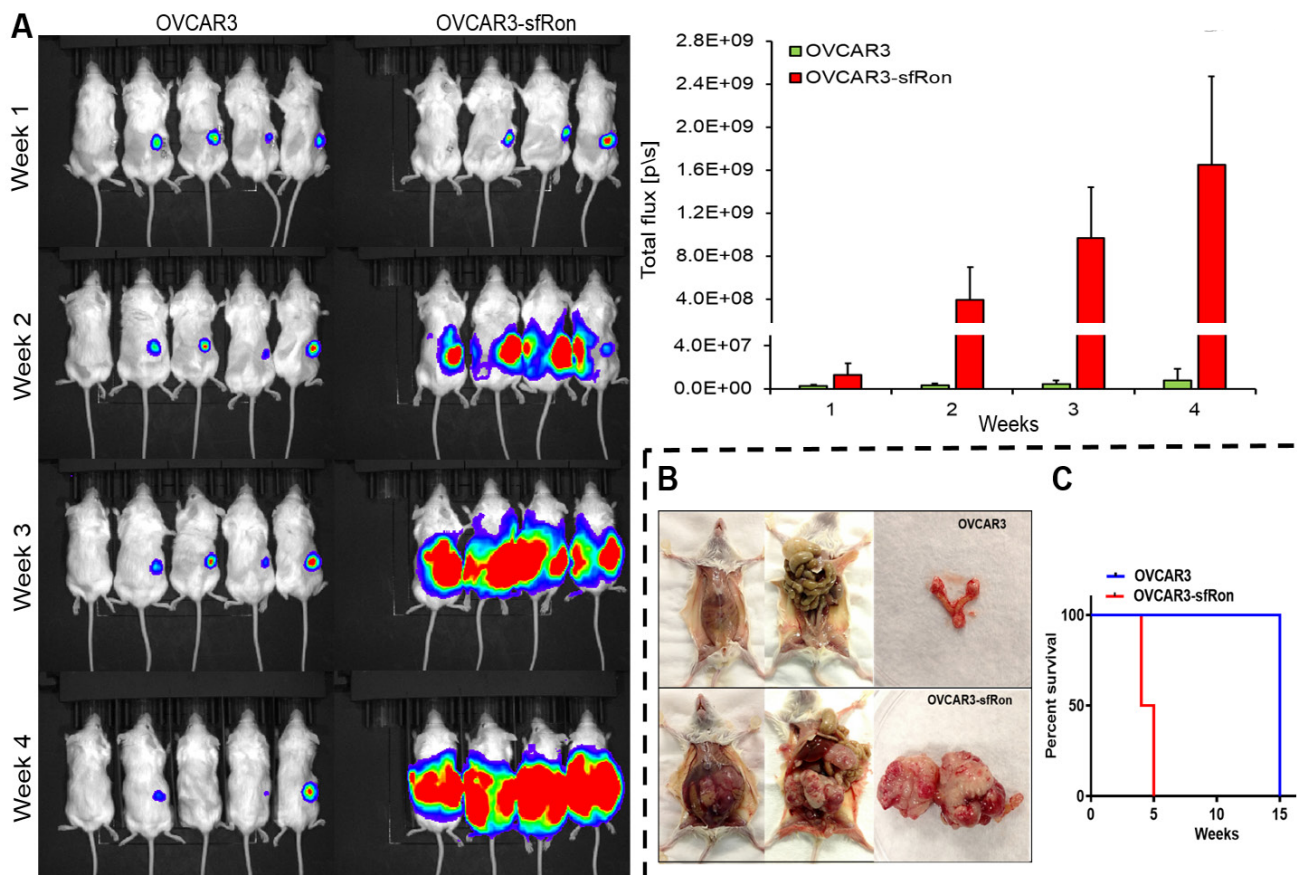 A
OVCAR3
OVCAR3-sfRon
Week 1
Week 2
Week 3
Week 4
OVCAR3
OVCAR3-sfRon
Total flux [p\s]
2.8E+09
2.4E+09
2.0E+09
1.6E+09
1.2E+09
8.0E+08
4.0E+08
4.0E+07
0.0E+00
1 2 3 4
Weeks
B
OVCAR3
OVCAR3-sfRon
C
OVCAR3
OVCAR3-sfRon
Percent survival
100
50
0
0 5 10 15
Weeks